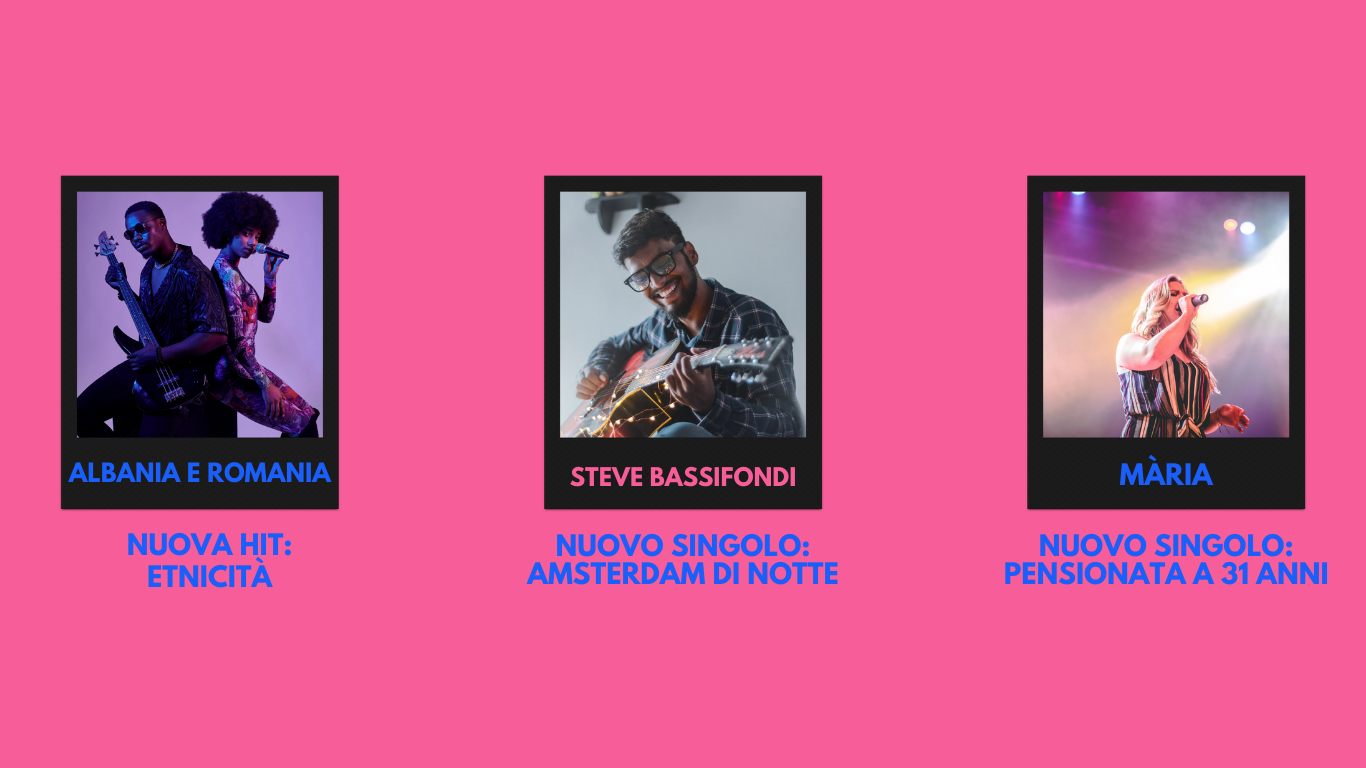 ALBANIA E ROMANIA
NUOVA HIT:
ETNICITÀ
STEVE BASSIFONDI
NUOVO SINGOLO:
AMSTERDAM DI NOTTE
MÀRIA
NUOVO SINGOLO:
PENSIONATA A 31 ANNI